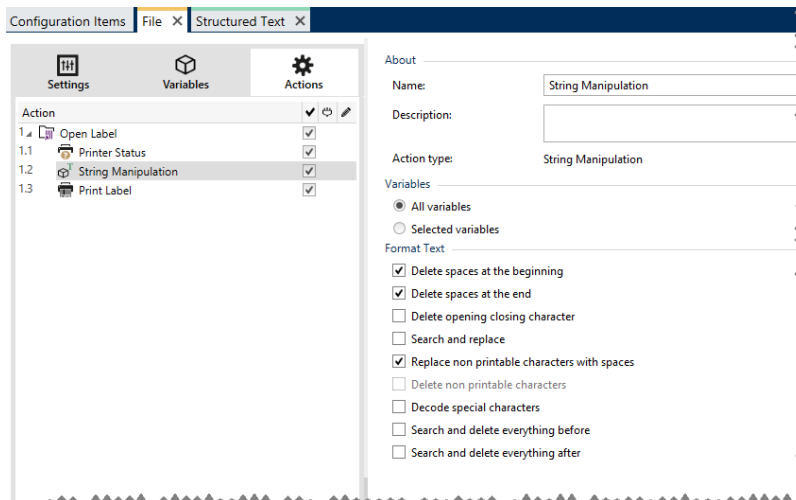 Configuration Items File Structured Text
Settings Variables Actions
Action
1 Open Label
1.1 Printer Status
1.2 String Manipulation
1.3 Print Label
About
Name: String Manipulation
Description:
Action type: String Manipulation
Variables
All variables
Selected variables
Format Text
Delete spaces at the beginning
Delete spaces at the end
Delete opening closing character
Search and replace
Replace non printable characters with spaces
Delete non printable characters
Decode special characters
Search and delete everything before
Search and delete everything after